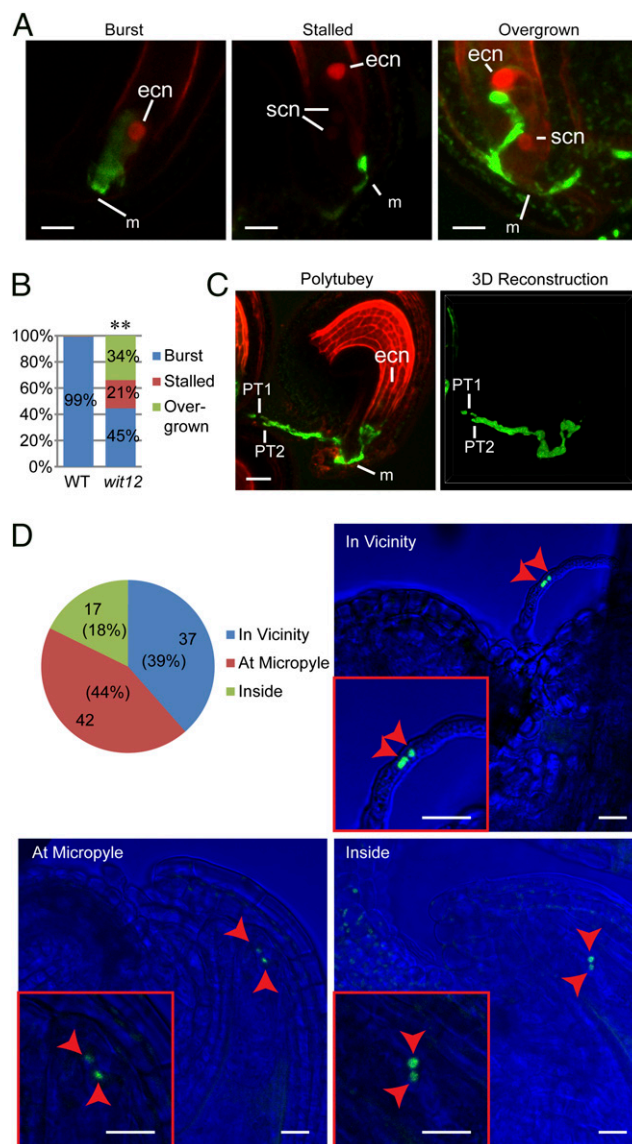 A
Burst
Stalled
Overgrown
ecn
m
ecn
scn
m
ecn
scn
m
B
**
100%
80%
60%
40%
20%
0%
99%
34%
21%
45%
WT
wit12
Burst
Stalled
Over-
grown
C
Polytubey
3D Reconstruction
ecn
PT1
PT2
m
PT1
PT2
D
17
(18%)
37
(39%)
(44%)
42
In Vicinity
At Micropyle
Inside
In Vicinity
At Micropyle
Inside